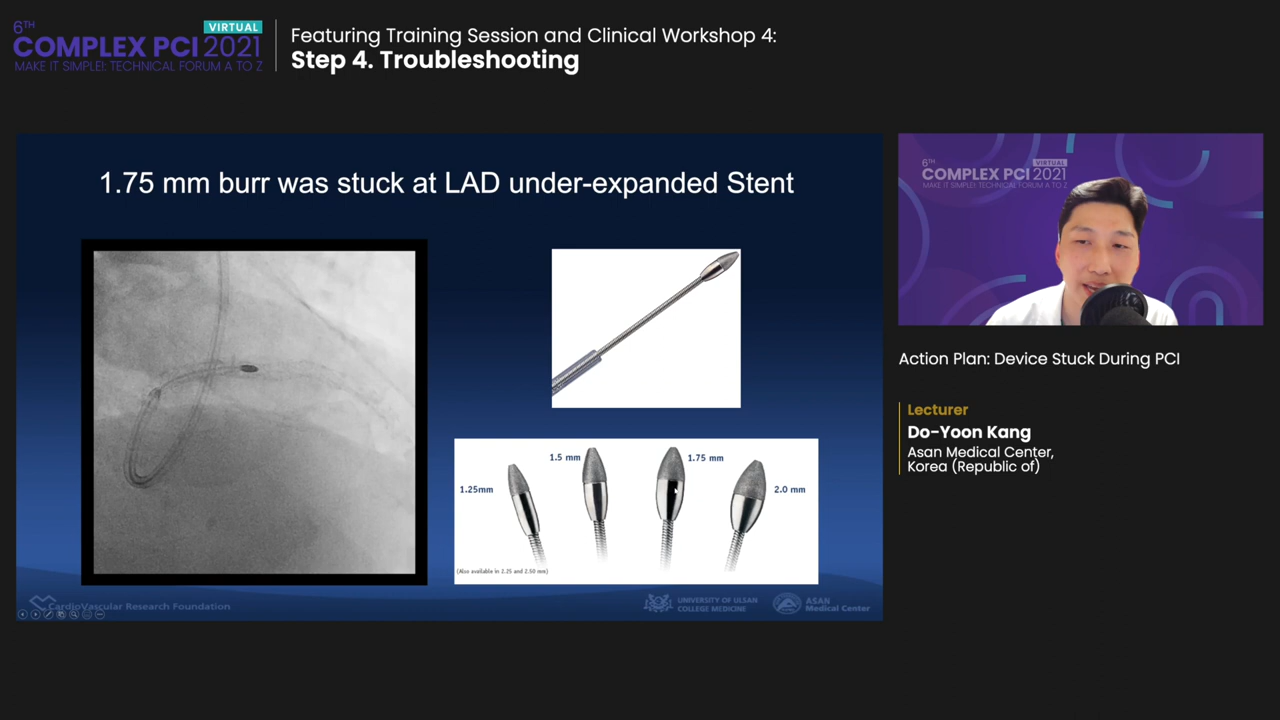 6TH
VIRTUAL
COMPLEX PCI 2021
MAKE IT SIMPLE!: TECHNICAL FORUM A TO Z
Featuring Training Session and Clinical Workshop 4:
Step 4. Troubleshooting
1.75 mm burr was stuck at LAD under-expanded Stent
1.25mm
1.5 mm
1.75 mm
2.0 mm
(Also available in 2.25 and 2.50 mm)
CardioVascular Research Foundation
UNIVERSITY OF ULSAN
COLLEGE MEDICINE
ASAN
Medical Center
6TH
VIRTUAL
COMPLEX PCI 2021
MAKE IT SIMPLE!: TECHNICAL FORUM A TO Z
Action Plan: Device Stuck During PCI
Lecturer
Do-Yoon Kang
Asan Medical Center,
Korea (Republic of)